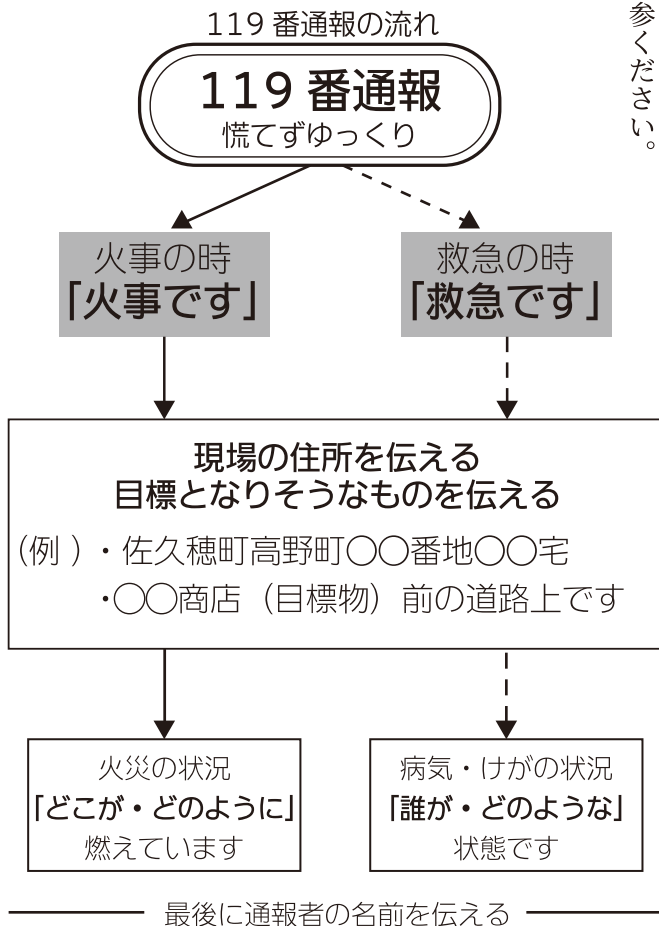 参ください。
119 番通報の流れ
119 番通報
慌てずゆっくり
火事の時
「火事です」
救急の時
「救急です」
現場の住所を伝える
目標となりそうなものを伝える
（例 ）・佐久穂町高野町〇〇番地〇〇宅
・〇〇商店（目標物）前の道路上です
火災の状況
「どこが・どのように」
燃えています
病気・けがの状況
「誰が・どのような」
状態です
最後に通報者の名前を伝える